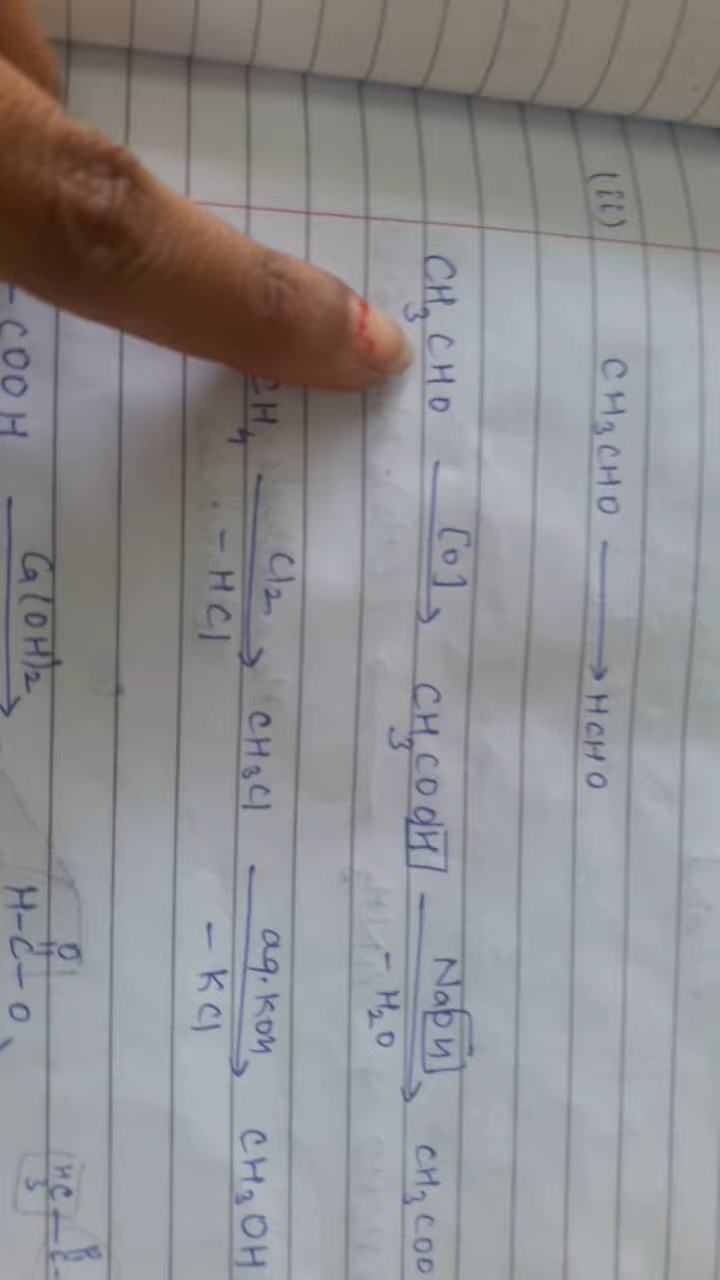 (ii) CH3CHO ⟶ HCHO
CH3CHO —[O]→ CH3COOH —NaOH→ CH3COO
- H2O
CH4 —Cl2→ CH3Cl —aq. KOH→ CH3OH
- HCl - KCl
-COOH —Ca(OH)2→ H-C-O
O